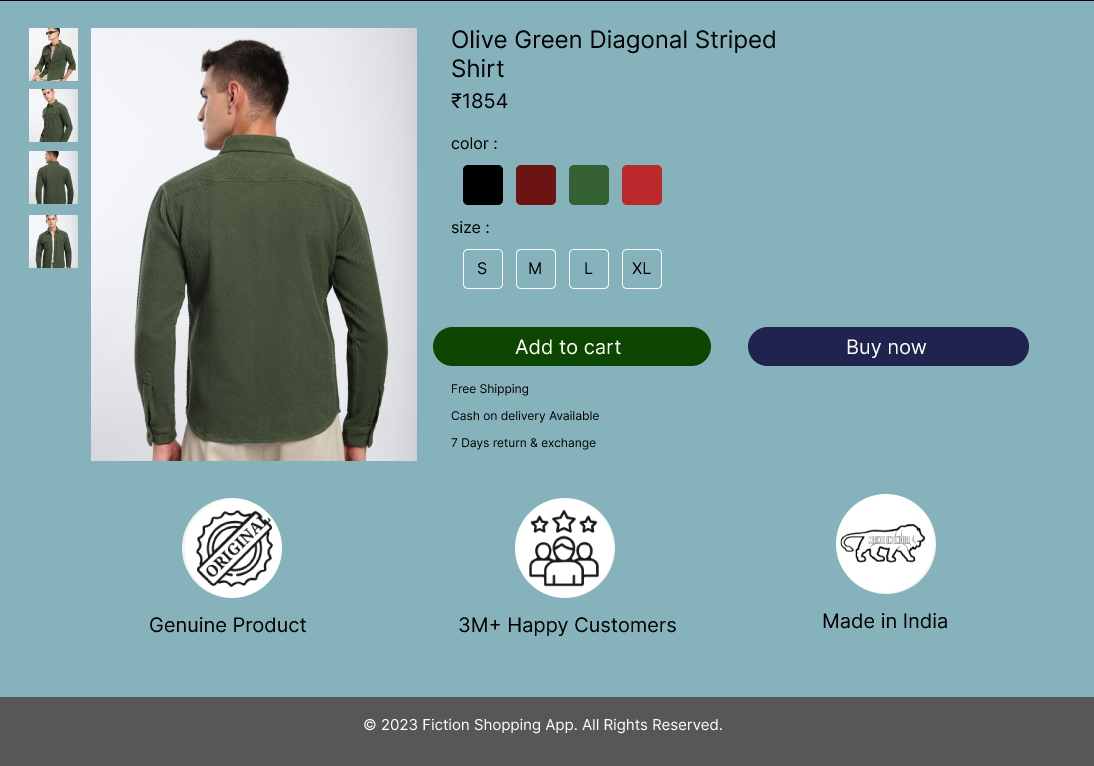 Olive Green Diagonal Striped
Shirt
₹1854
color :
size :
S M L XL
Add to cart
Buy now
Free Shipping
Cash on delivery Available
7 Days return & exchange
ORIGINAL
Genuine Product
3M+ Happy Customers
Made in India
© 2023 Fiction Shopping App. All Rights Reserved.